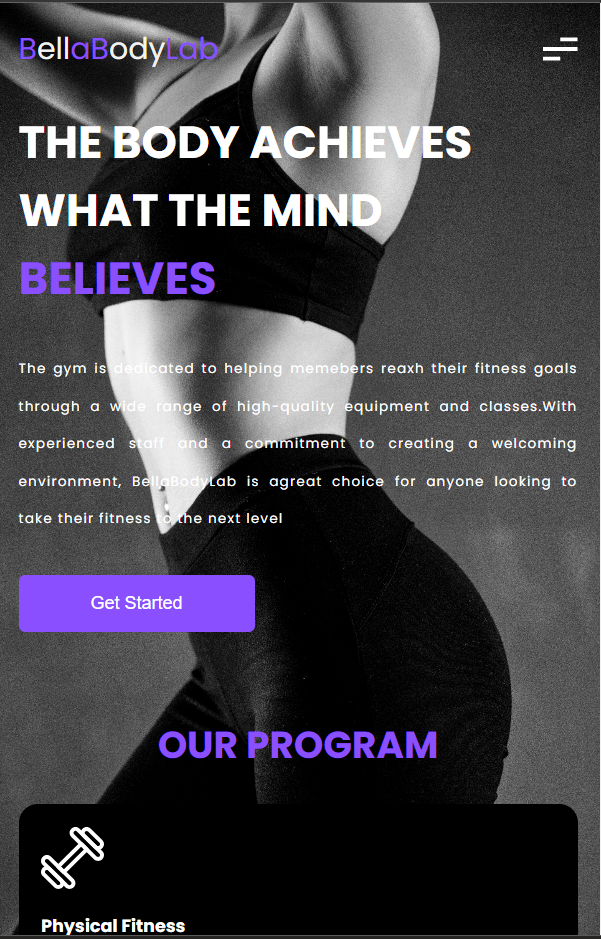 BellaBodyLab
THE BODY ACHIEVES
WHAT THE MIND
BELIEVES
The gym is dedicated to helping memebers reaxh their fitness goals
through a wide range of high-quality equipment and classes.With
experienced staff and a commitment to creating a welcoming
environment, BellaBodyLab is agreat choice for anyone looking to
take their fitness to the next level
Get Started
OUR PROGRAM
Physical Fitness